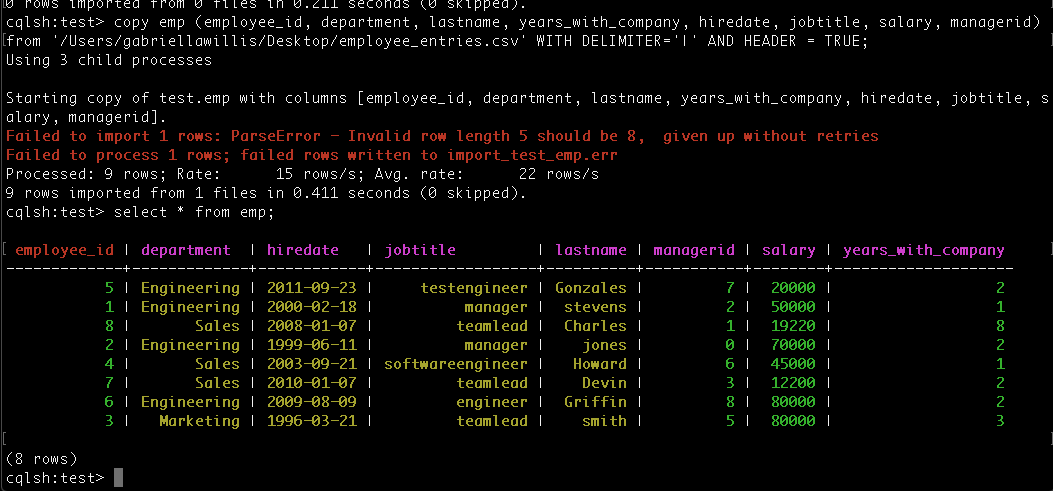 0 rows imported from 0 files in 0.211 seconds (0 skipped).
cqlsh:test> copy emp (employee_id, department, lastname, years_with_company, hiredate, jobtitle, salary, managerid)
from '/Users/gabriellawillis/Desktop/employee_entries.csv' WITH DELIMITER='|' AND HEADER = TRUE;
Using 3 child processes
Starting copy of test.emp with columns [employee_id, department, lastname, years_with_company, hiredate, jobtitle, s
alary, managerid].
Failed to import 1 rows: ParseError - Invalid row length 5 should be 8,  given up without retries
Failed to process 1 rows; failed rows written to import_test_emp.err
Processed: 9 rows; Rate:      15 rows/s; Avg. rate:      22 rows/s
9 rows imported from 1 files in 0.411 seconds (0 skipped).
cqlsh:test> select * from emp;
[ employee_id | department  | hiredate   | jobtitle         | lastname | managerid | salary | years_with_company ]
-------------+-------------+------------+------------------+----------+-----------+--------+--------------------
5 | Engineering | 2011-09-23 | testengineer | Gonzales | 7 | 20000 | 2
1 | Engineering | 2000-02-18 | manager | stevens | 2 | 50000 | 1
8 | Sales | 2008-01-07 | teamlead | Charles | 1 | 19220 | 8
2 | Engineering | 1999-06-11 | manager | jones | 0 | 70000 | 2
4 | Sales | 2003-09-21 | softwareengineer | Howard | 6 | 45000 | 1
7 | Sales | 2010-01-07 | teamlead | Devin | 3 | 12200 | 2
6 | Engineering | 2009-08-09 | engineer | Griffin | 8 | 80000 | 2
3 | Marketing | 1996-03-21 | teamlead | smith | 5 | 80000 | 3
[ ]
(8 rows)
cqlsh:test>